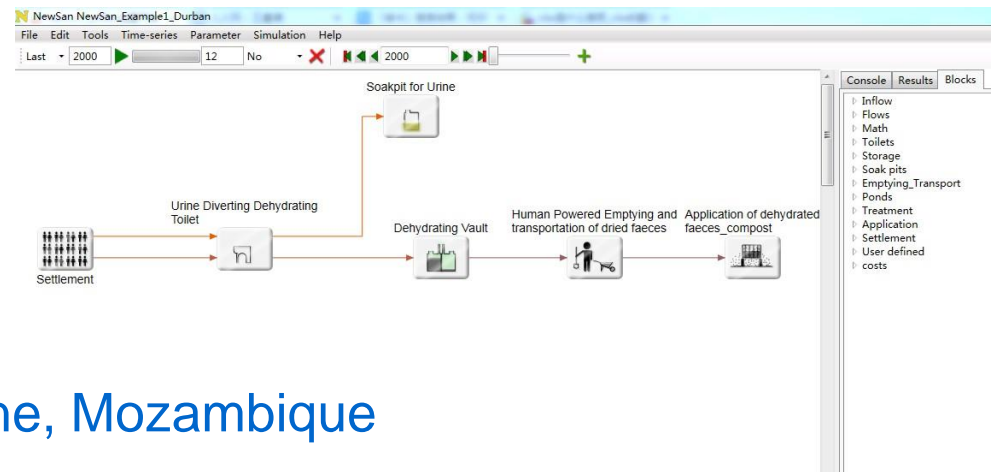 NewSan NewSan_Example1_Durban
File Edit Tools Time-series Parameter Simulation Help
Last 2000 12 No 2000
Console Results Blocks
Inflow
Flows
Math
Toilets
Storage
Soak pits
Emptying_Transport
Ponds
Treatment
Application
Settlement
User defined
costs
Soakpit for Urine
Urine Diverting Dehydrating
Toilet
Dehydrating Vault
Human Powered Emptying and
transportation of dried faeces
Application of dehydrated
faeces_compost
Settlement
ne, Mozambique